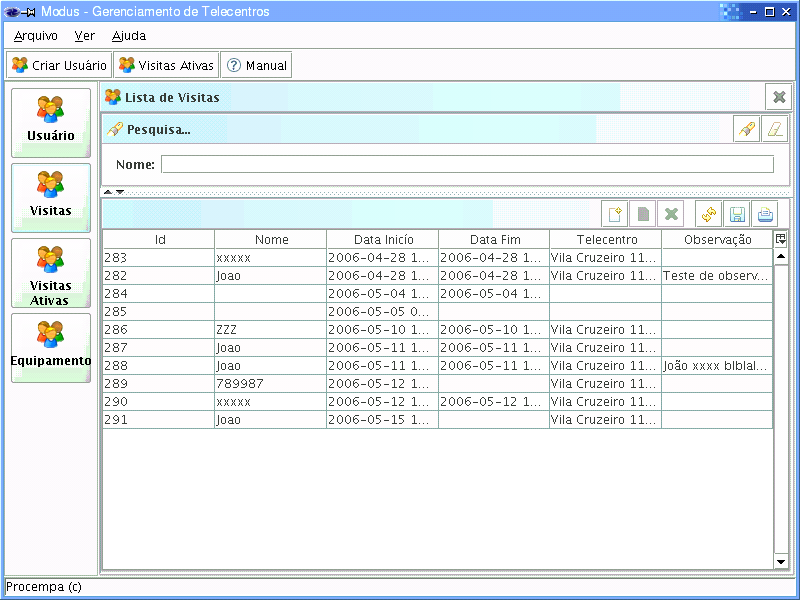 Modus - Gerenciamento de Telecentros
Arquivo Ver Ajuda
Criar Usuário Visitas Ativas Manual
Usuário
Visitas
Visitas Ativas
Equipamento
Lista de Visitas
Pesquisa...
Nome:
Id Nome Data Inicío Data Fim Telecentro Observação
283 xxxxx 2006-04-28 1... 2006-04-28 1... Vila Cruzeiro 11...
282 Joao 2006-04-28 1... 2006-04-28 1... Vila Cruzeiro 11... Teste de observ...
284 2006-05-04 1... 2006-05-04 1...
285 2006-05-05 0...
286 ZZZ 2006-05-10 1... 2006-05-10 1... Vila Cruzeiro 11...
287 Joao 2006-05-11 1... 2006-05-11 1... Vila Cruzeiro 11...
288 Joao 2006-05-11 1... 2006-05-11 1... Vila Cruzeiro 11... João xxxx blblal...
289 789987 2006-05-12 1... Vila Cruzeiro 11...
290 xxxxx 2006-05-12 1... 2006-05-12 1... Vila Cruzeiro 11...
291 Joao 2006-05-15 1... Vila Cruzeiro 11...
Procempa (c)